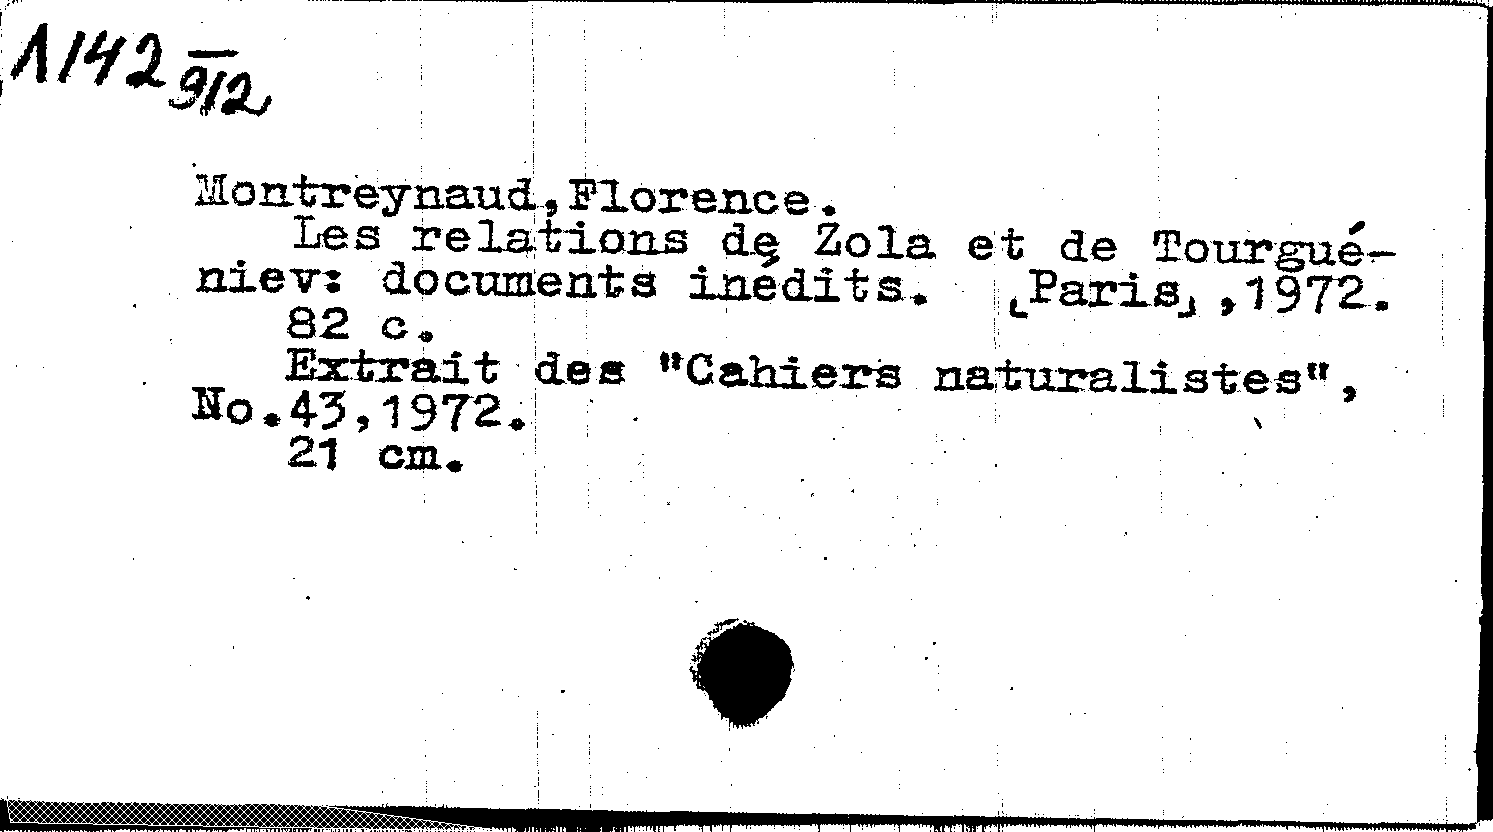 Л142
912
Montreynaud,Florence.
Les relations de Zola et de Tourgué-
niev: documents inédits. [Paris],1972.
82 c.
Extrait des "Cahiers naturalistes",
No.43,1972.
21 cm.